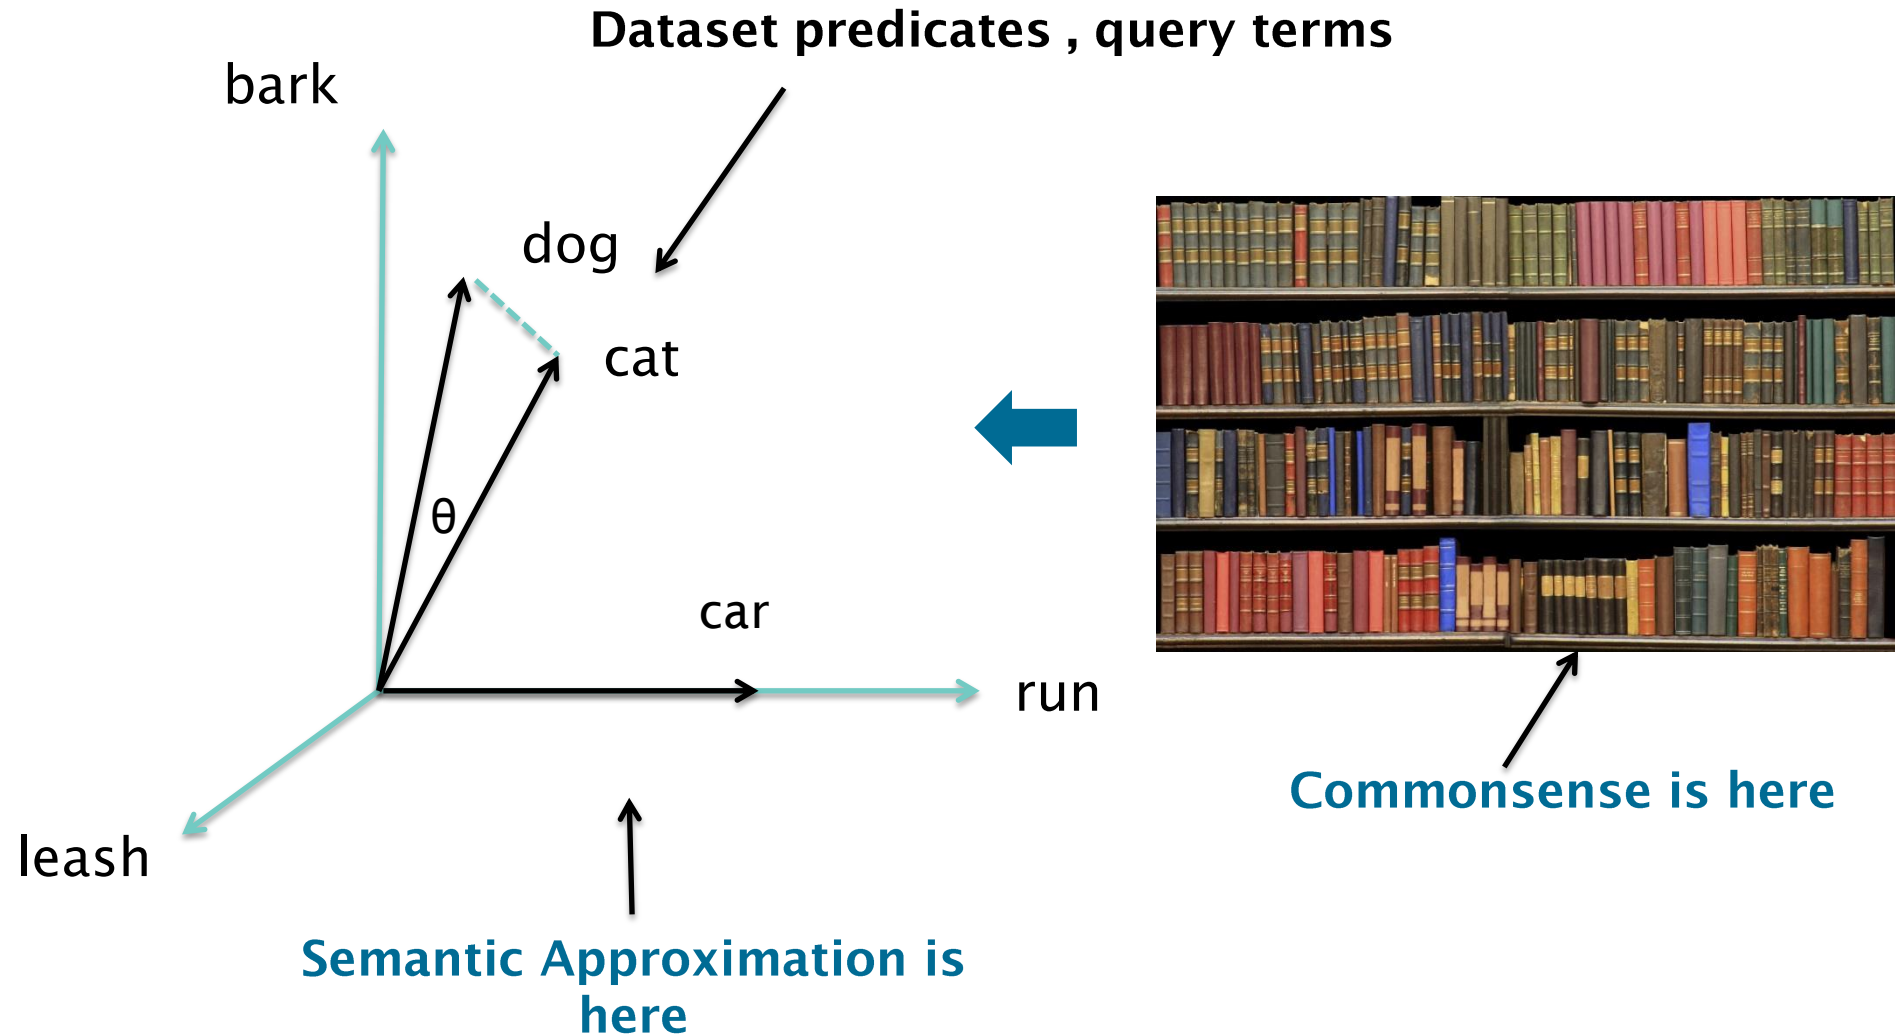 Dataset predicates , query terms
bark
dog
cat
θ
car
run
leash
Commonsense is here
Semantic Approximation is
here